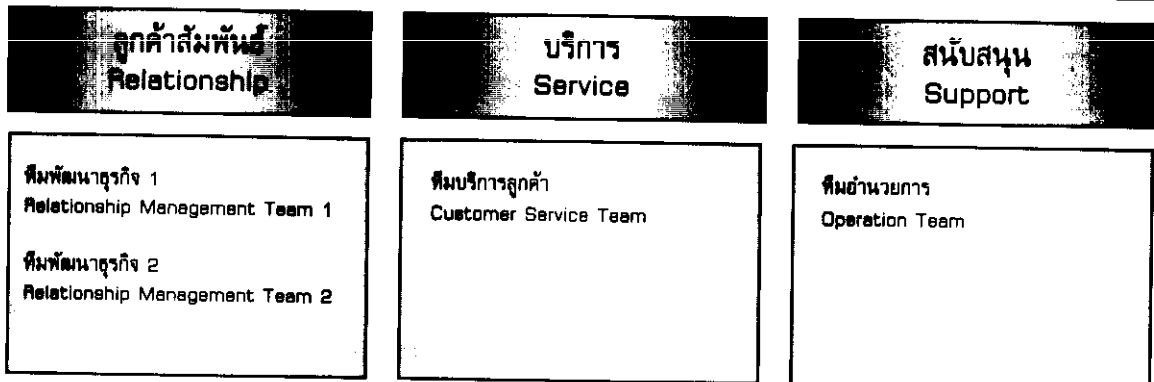 ลูกค้าสัมพันธ์
Relationship
ทีมพัฒนาธุรกิจ 1
Relationship Management Team 1
ทีมพัฒนาธุรกิจ 2
Relationship Management Team 2
บริการ
Service
ทีมบริการลูกค้า
Customer Service Team
สนับสนุน
Support
ทีมอำนวยการ
Operation Team